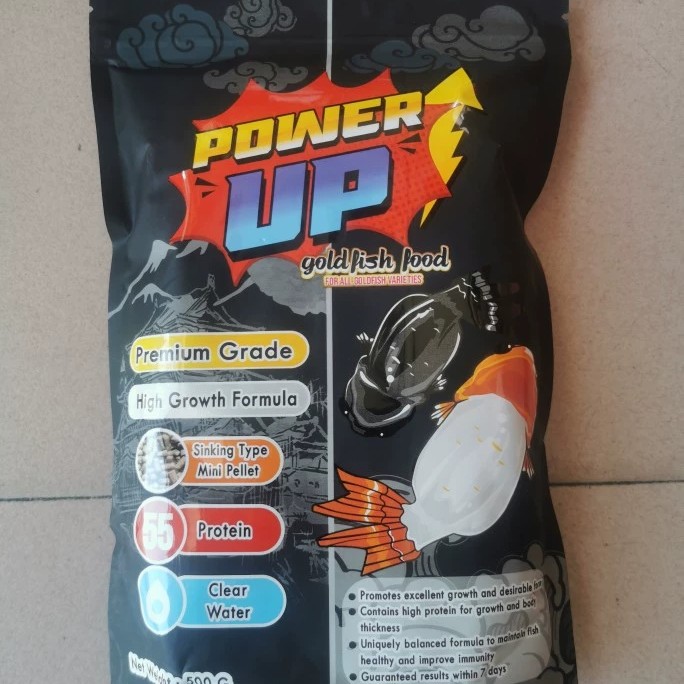 POWER
UP
goldfish food
FOR ALL GOLDFISH VARIETIES
Premium Grade
High Growth Formula
Sinking Type
Mini Pellet
55
Protein
Clear
Water
Net Weight 500 G
• Promotes excellent growth and desirable form
• Contains high protein for growth and body
thickness
• Uniquely balanced formula to maintain fish
healthy and improve immunity
• Guaranteed results within 7 days